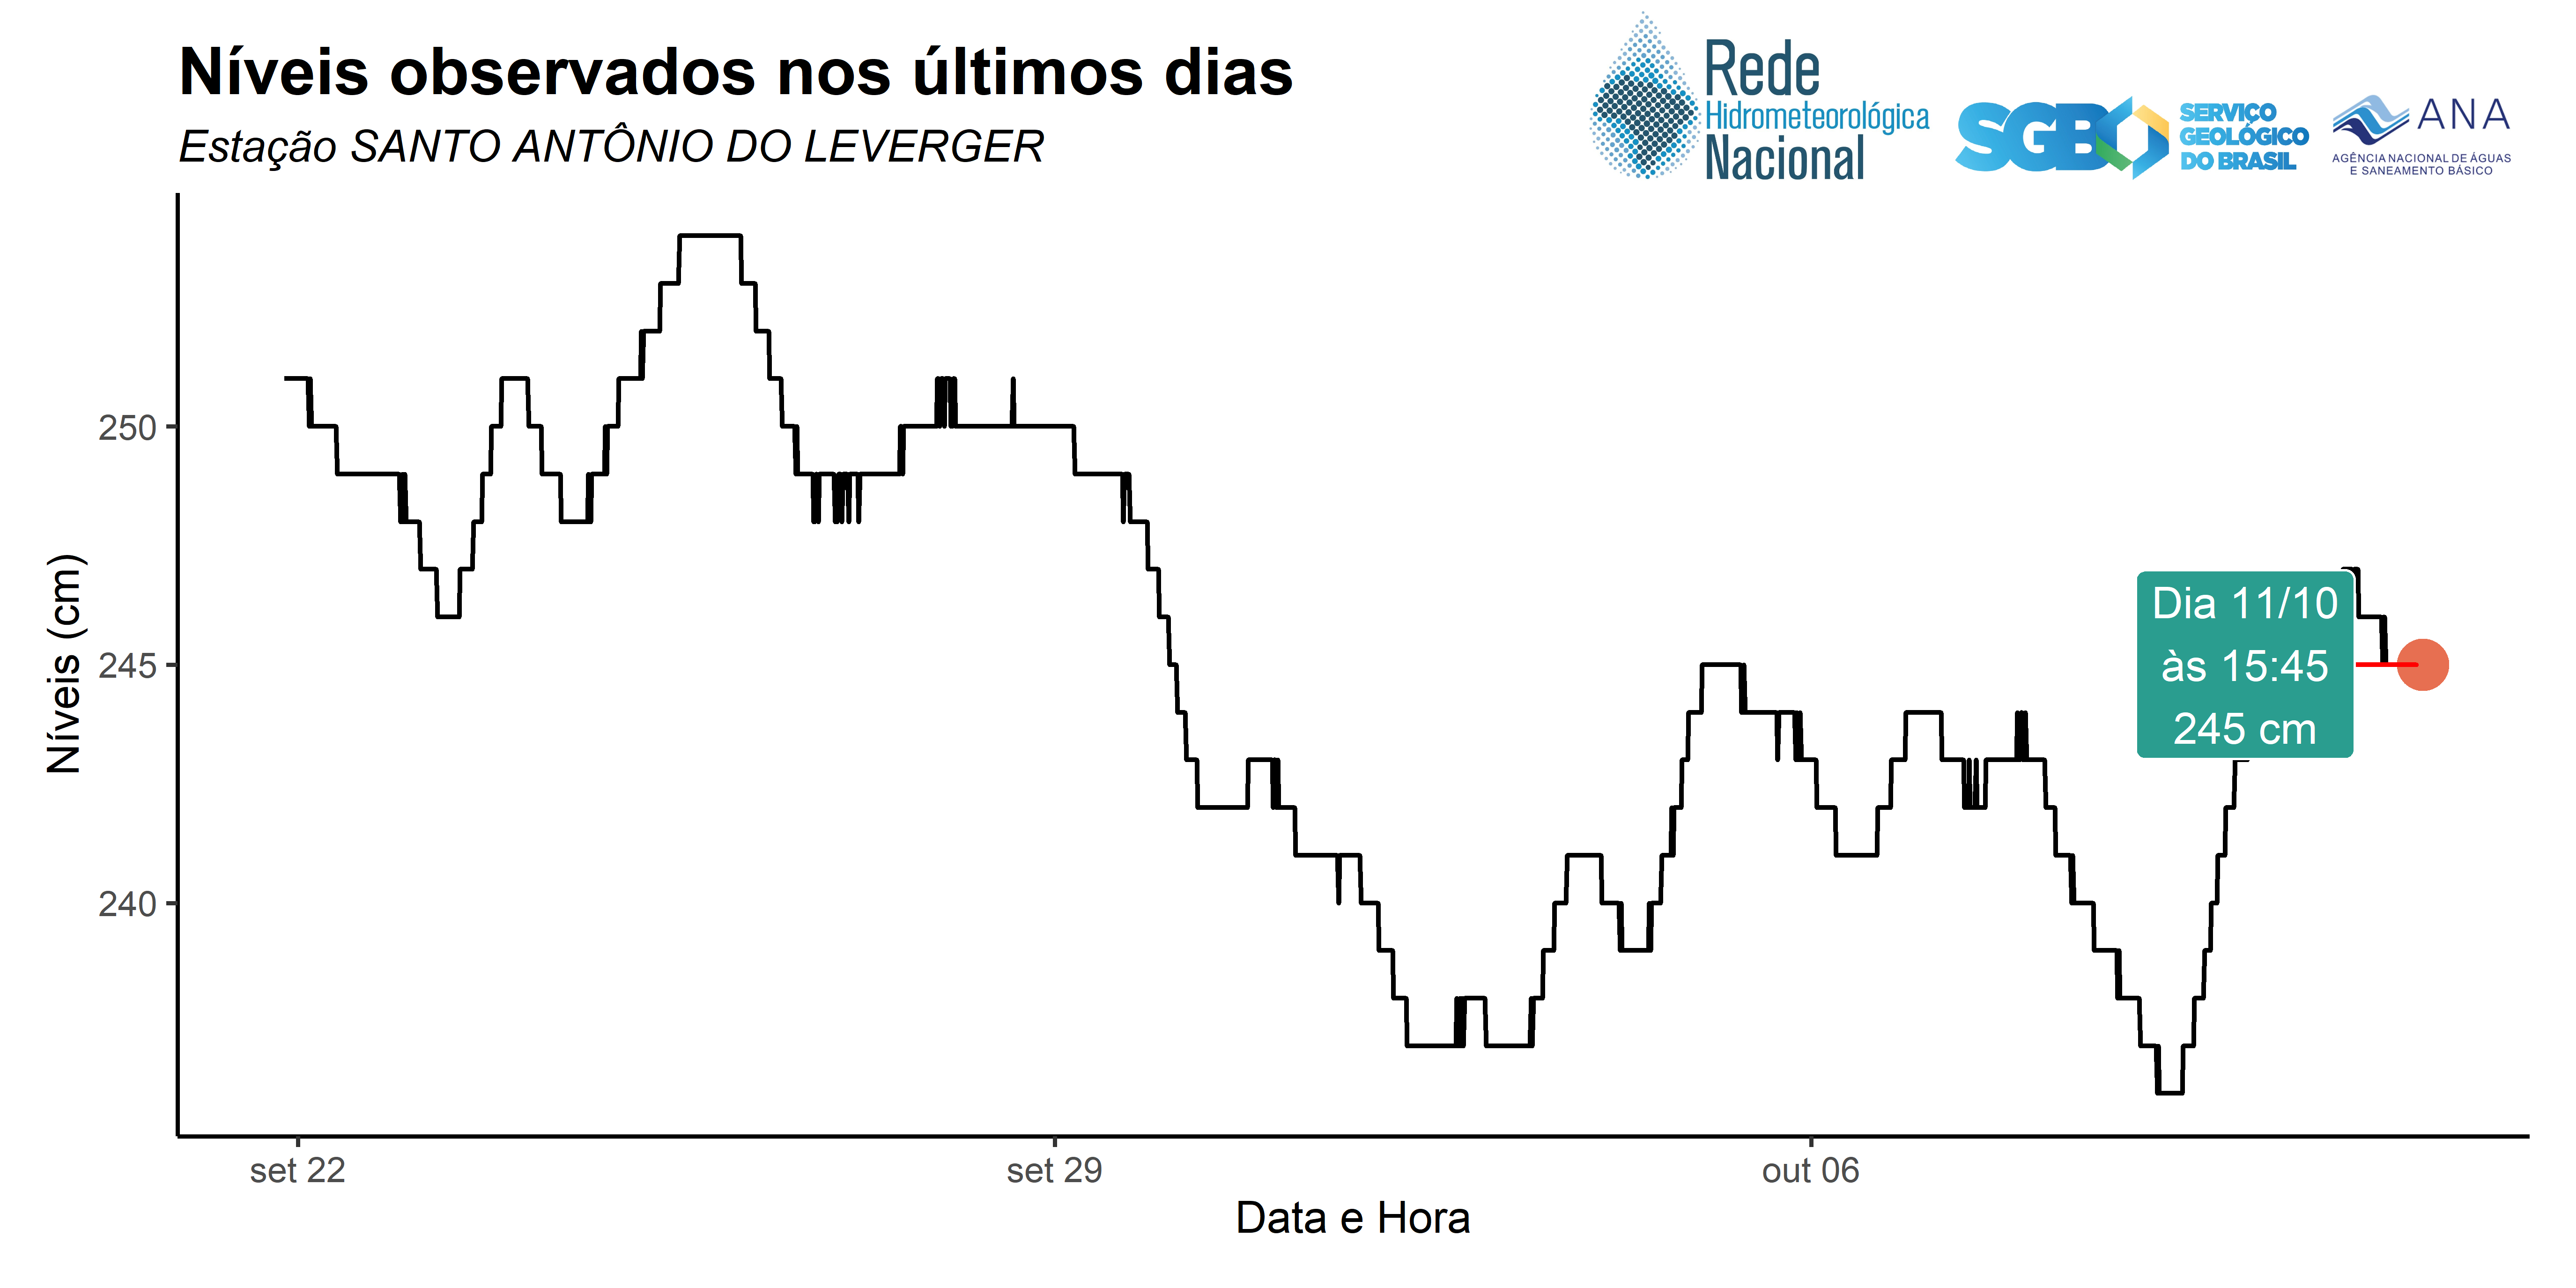 Níveis observados nos últimos dias
Estação SANTO ANTÔNIO DO LEVERGER
Rede
Hidrometeorológica
Nacional
SGB
SERVIÇO
GEOLÓGICO
DO BRASIL
ANA
AGÊNCIA NACIONAL DE ÁGUAS
E SANEAMENTO BÁSICO
Níveis (cm)
250
245
240
Dia 11/10
às 15:45
245 cm
set 22
set 29
out 06
Data e Hora